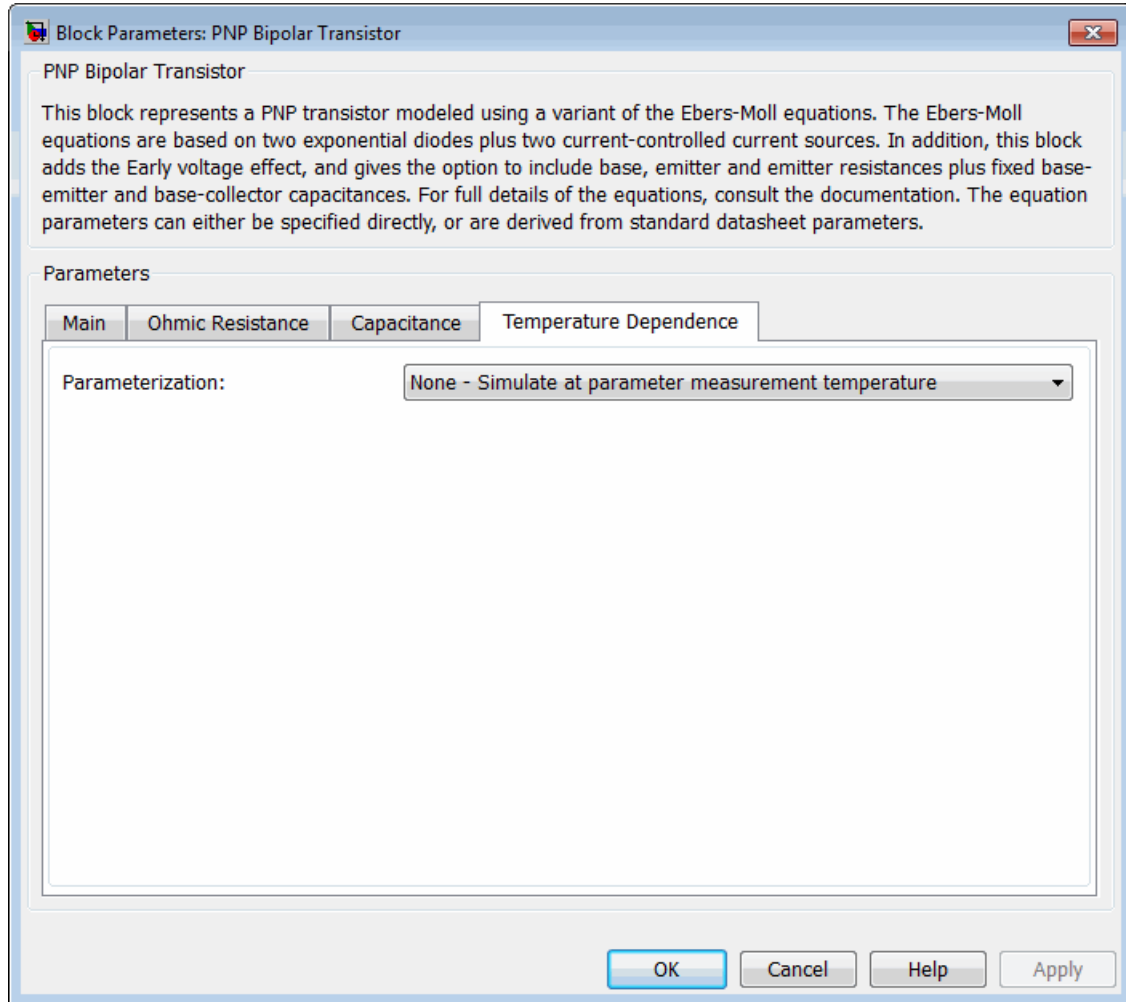 Block Parameters: PNP Bipolar Transistor
PNP Bipolar Transistor
This block represents a PNP transistor modeled using a variant of the Ebers-Moll equations. The Ebers-Moll
equations are based on two exponential diodes plus two current-controlled current sources. In addition, this block
adds the Early voltage effect, and gives the option to include base, emitter and emitter resistances plus fixed base-
emitter and base-collector capacitances. For full details of the equations, consult the documentation. The equation
parameters can either be specified directly, or are derived from standard datasheet parameters.
Parameters
Main Ohmic Resistance Capacitance Temperature Dependence
Parameterization: None - Simulate at parameter measurement temperature
OK Cancel Help Apply